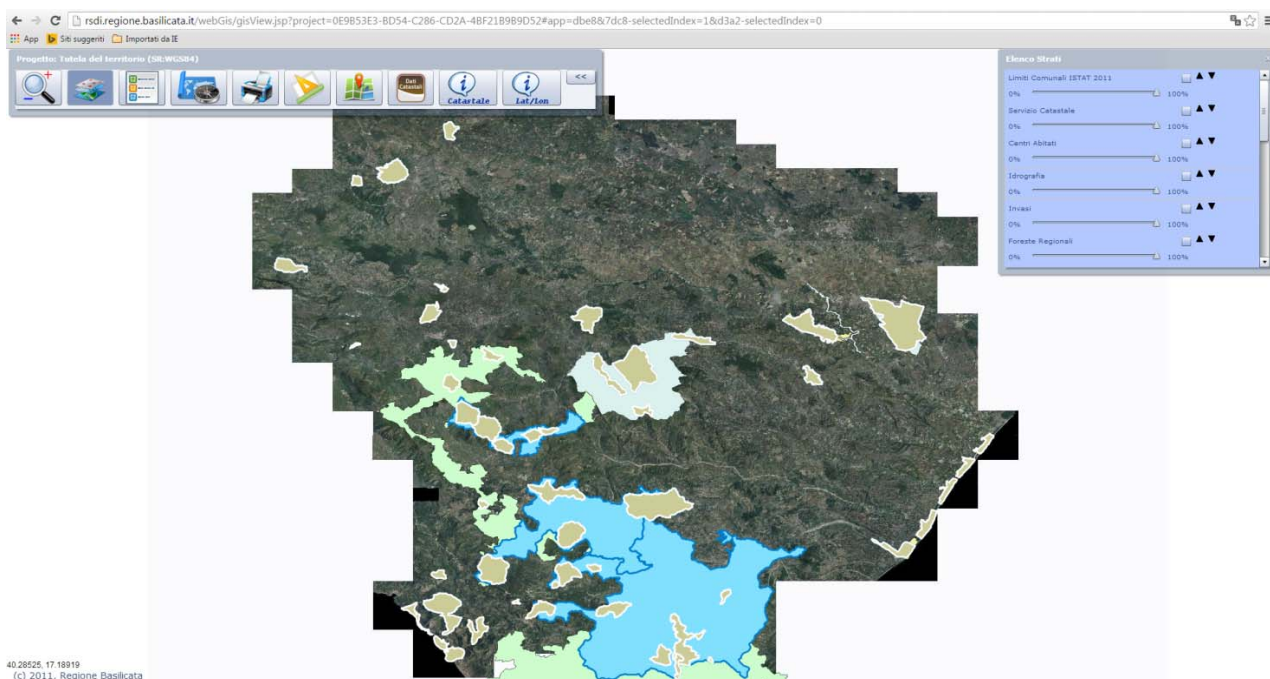 rsdi.regione.basilicata.it/webGis/gisView.jsp?project=0E9B53E3-BD54-C286-CD2A-4BF21B9B9D52#app=dbe8&7dc8-selectedIndex=1&d3a2-selectedIndex=0
App Siti suggeriti Importati da IE
Progetto: Tutela del territorio (SR:WGS84)
Dati
Catastali
Catartale
Lat/Lon
<<
Elenco Strati
Limiti Comunali ISTAT 2011
0% 100%
Servizio Catastale
0% 100%
Centri Abitati
0% 100%
Idrografia
0% 100%
Invasi
0% 100%
Foreste Regionali
0% 100%
40.28525, 17.18919
(c) 2011, Regione Basilicata